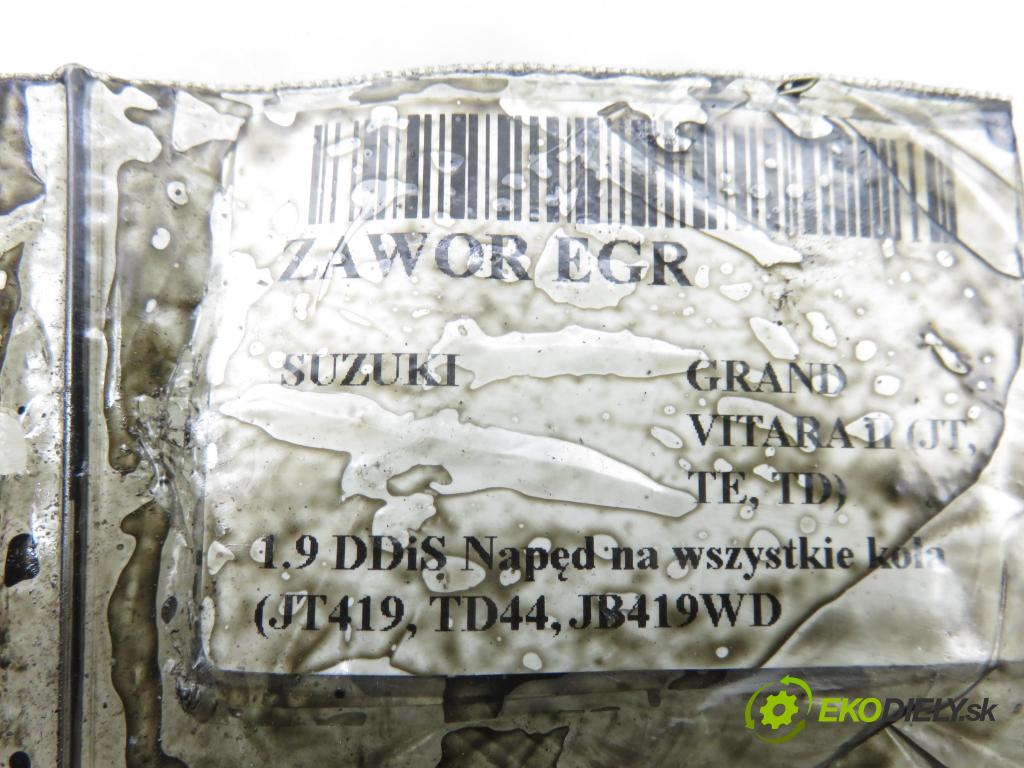 ZAWOR EGR
SUZUKI
GRAND
VITARA II (JT,
TE, TD)
1.9 DDiS Napęd na wszystkie koła
(JT419, TD44, JB419WD
EKODIELY.sk